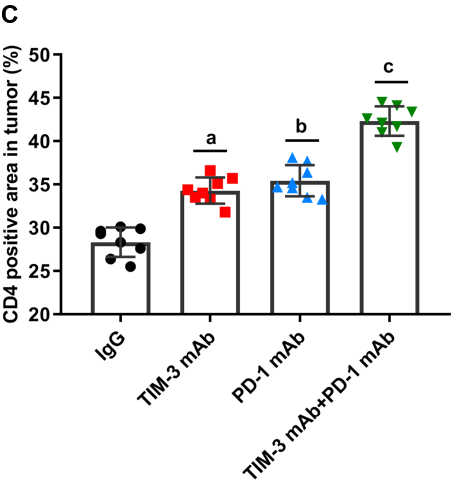 C
CD4 positive area in tumor (%)
50
45
40
35
30
25
20
a
b
c
IgG
TIM-3 mAb
PD-1 mAb
TIM-3 mAb+PD-1 mAb